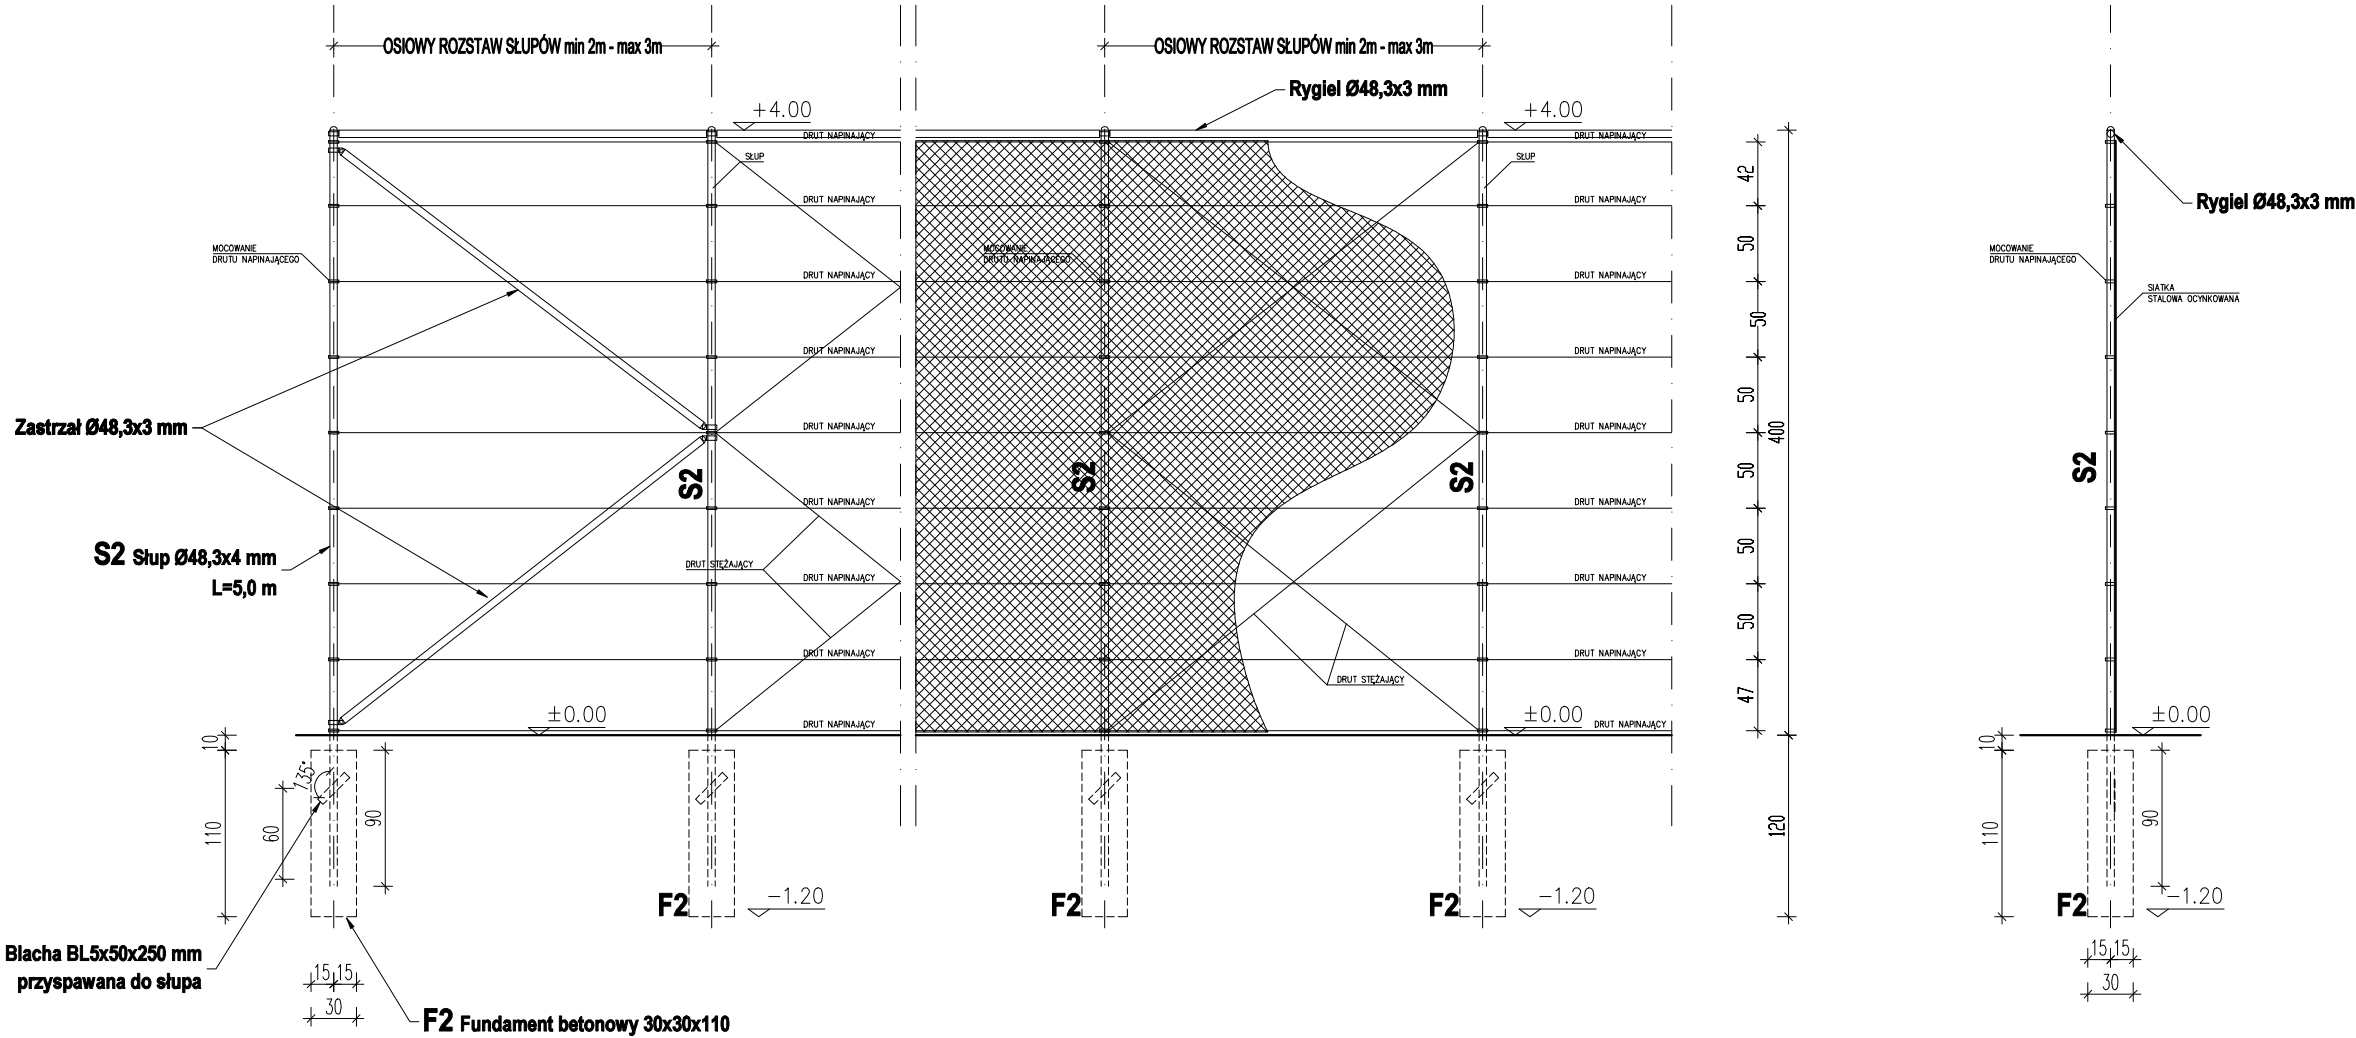 OSIOWY ROZSTAW SŁUPÓW min 2m - max 3m
OSIOWY ROZSTAW SŁUPÓW min 2m - max 3m
Rygiel Ø48,3x3 mm
+4.00
+4.00
DRUT NAPINAJĄCY
DRUT NAPINAJĄCY
SŁUP
SŁUP
42
DRUT NAPINAJĄCY
DRUT NAPINAJĄCY
Rygiel Ø48,3x3 mm
50
MOCOWANIE
DRUTU NAPINAJĄCEGO
MOCOWANIE
DRUTU NAPINAJĄCEGO
MOCOWANIE
DRUTU NAPINAJĄCEGO
DRUT NAPINAJĄCY
DRUT NAPINAJĄCY
SIATKA
STALOWA OCYNKOWANA
50
DRUT NAPINAJĄCY
DRUT NAPINAJĄCY
50
Zastrzał Ø48,3x3 mm
DRUT NAPINAJĄCY
DRUT NAPINAJĄCY
400
50
S2
S2
S2
S2
DRUT NAPINAJĄCY
DRUT NAPINAJĄCY
50
S2 Słup Ø48,3x4 mm
L=5,0 m
DRUT STĘŻAJĄCY
DRUT NAPINAJĄCY
DRUT NAPINAJĄCY
50
DRUT NAPINAJĄCY
DRUT NAPINAJĄCY
DRUT STĘŻAJĄCY
47
±0.00
±0.00
±0.00
DRUT NAPINAJĄCY
DRUT NAPINAJĄCY
10
10
135°
110
60
90
120
110
90
F2
-1.20
F2
F2
-1.20
F2
-1.20
Blacha BL5x50x250 mm
przyspawana do słupa
15 15
30
15 15
30
F2 Fundament betonowy 30x30x110